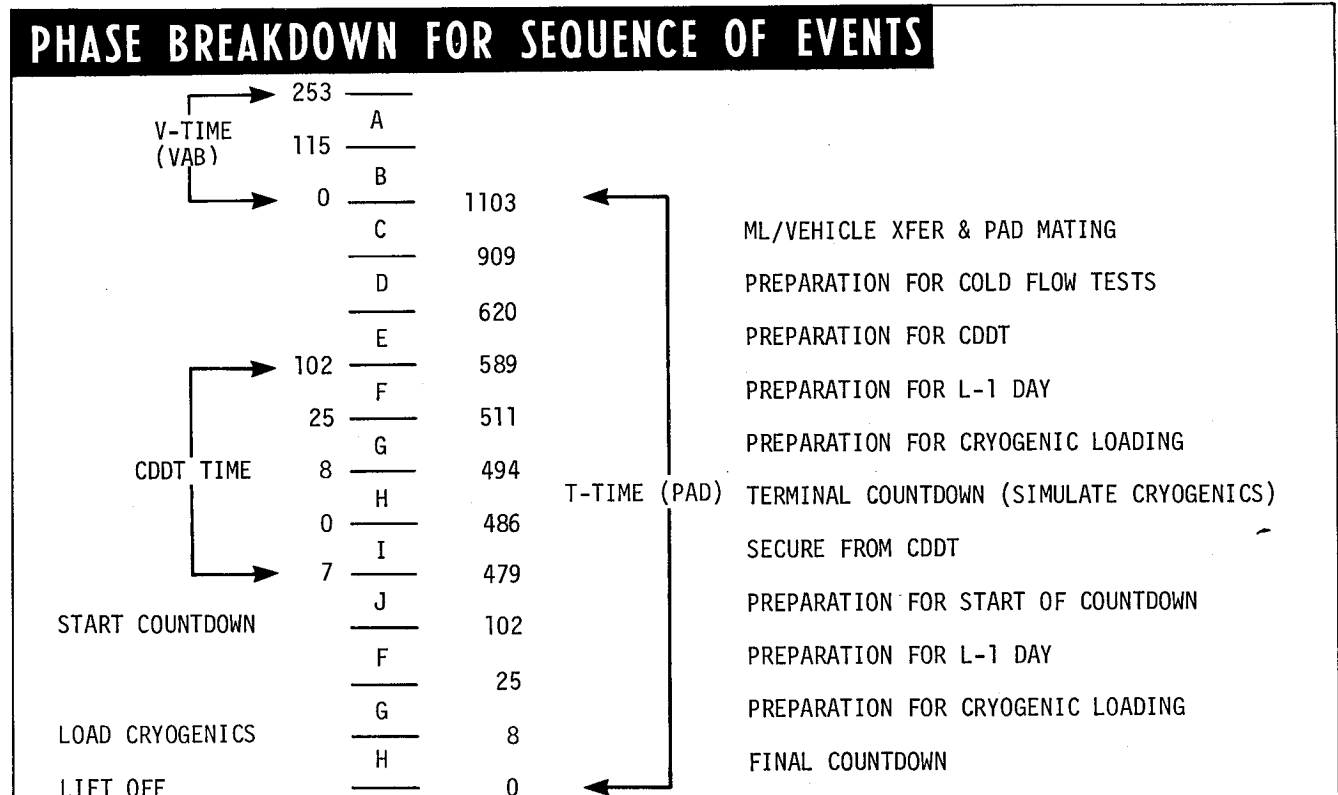 PHASE BREAKDOWN FOR SEQUENCE OF EVENTS
253
A
V-TIME
(VAB)
115
B
0 1103
C ML/VEHICLE XFER & PAD MATING
909
D PREPARATION FOR COLD FLOW TESTS
620
E PREPARATION FOR CDDT
102 589
F PREPARATION FOR L-1 DAY
25 511
G PREPARATION FOR CRYOGENIC LOADING
CDDT TIME 8 494
T-TIME (PAD)
H TERMINAL COUNTDOWN (SIMULATE CRYOGENICS)
0 486
I SECURE FROM CDDT
7 479
J PREPARATION FOR START OF COUNTDOWN
START COUNTDOWN 102
F PREPARATION FOR L-1 DAY
25
G PREPARATION FOR CRYOGENIC LOADING
LOAD CRYOGENICS 8
H FINAL COUNTDOWN
LIFT OFF 0